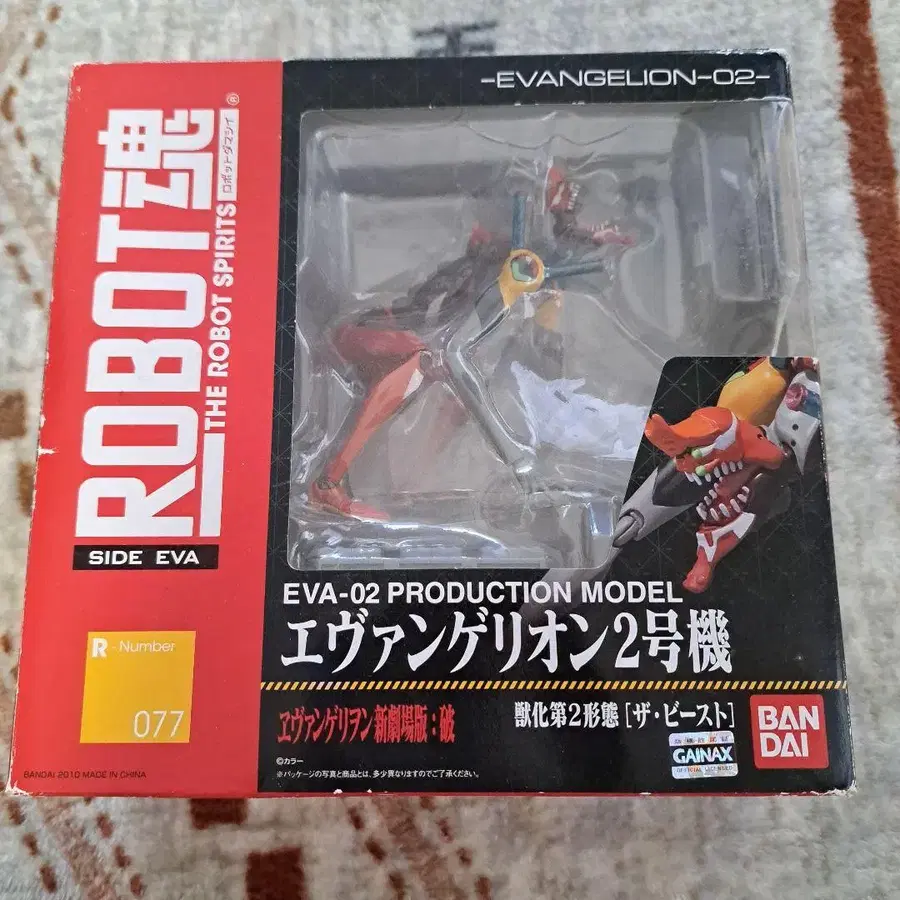 -EVANGELION-02-
ROBOT魂
THE ROBOT SPIRITS
ロボットダマシイ
®
SIDE EVA
R - Number
077
BANDAI 2010 MADE IN CHINA
EVA-02 PRODUCTION MODEL
エヴァンゲリオン2号機
ヱヴァンゲリヲン新劇場版:破
獣化第2形態[ザ・ビースト]
©カラー
※パッケージの写真と商品とは、多少異なりますのでご了承ください。
GAINAX
OFFICIAL LICENSED
BAN
DAI